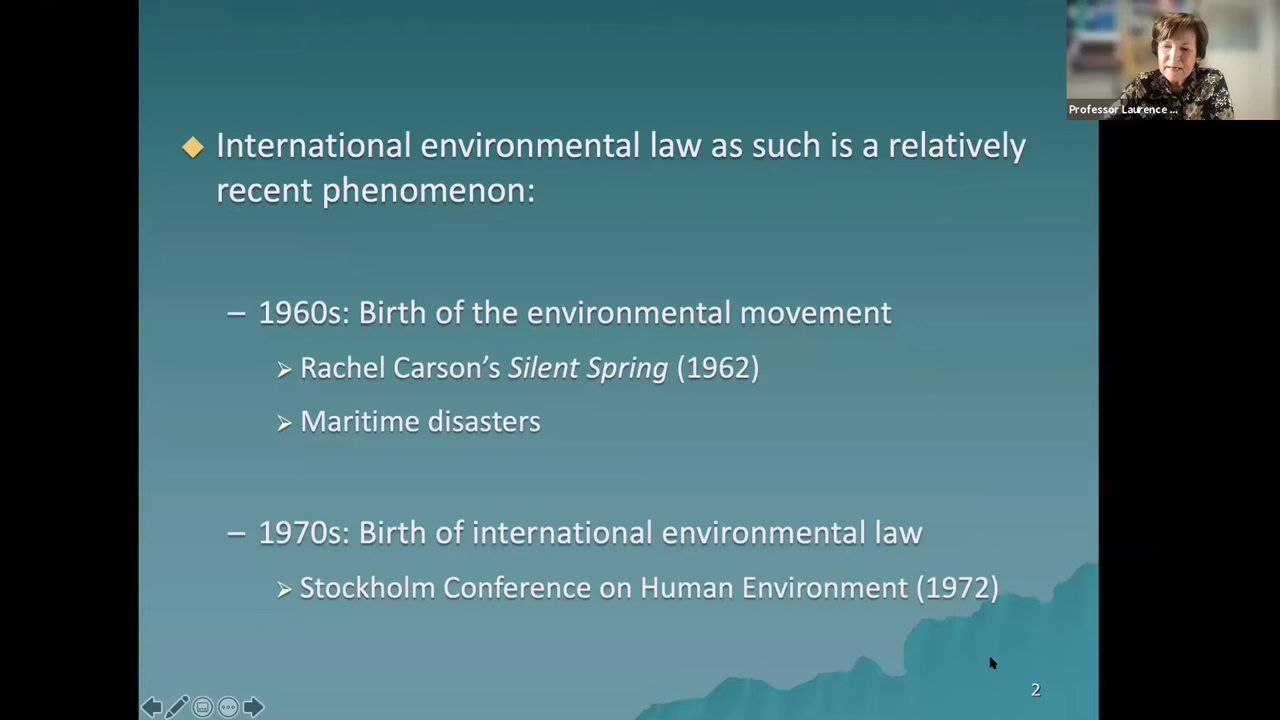 Professor Laurence ...
◆ International environmental law as such is a relatively
recent phenomenon:
– 1960s: Birth of the environmental movement
➢ Rachel Carson’s Silent Spring (1962)
➢ Maritime disasters
– 1970s: Birth of international environmental law
➢ Stockholm Conference on Human Environment (1972)
2